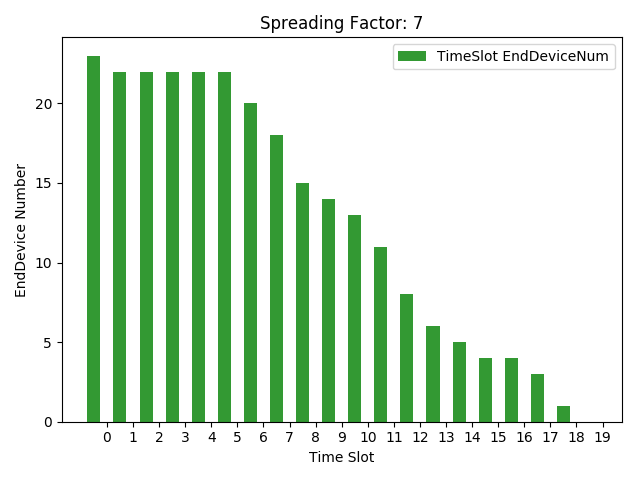 Spreading Factor: 7
TimeSlot EndDeviceNum
EndDevice Number
20
15
10
5
0
0 1 2 3 4 5 6 7 8 9 10 11 12 13 14 15 16 17 18 19
Time Slot